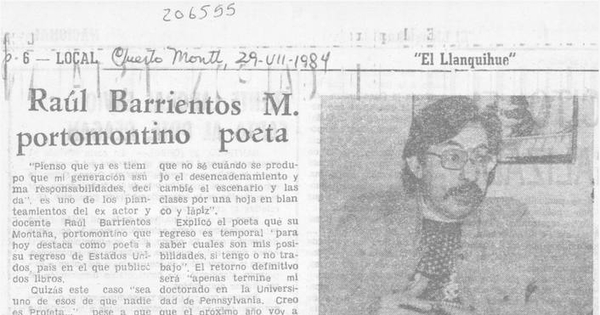 206555
p. 6 — LOCAL Puerto Montt, 29-VII-1984 "El Llanquihue"
Raúl Barrientos M.
portomontino poeta
"Pienso que ya es tiem
po que mi generación asu
ma responsabilidades, deci
da", es uno de los plan-
teamientos del ex actor y
docente Raúl Barrientos
Montaña, portomontino que
hoy destaca como poeta a
su regreso de Estados Uni
dos, país en el que publicó
dos libros.
Quizás este caso "sea
uno de esos de que nadie
es Profeta..." pese a que
que no sé cuándo se produ-
jo el desencadenamiento y
cambié el escenario y las
clases por una hoja en blan
co y lápiz".
Explicó el poeta que su
regreso es temporal "para
saber cuales son mis po-
sibilidades, si tengo o no tra-
bajo". El retorno definitivo
será "apenas termine mi
doctorado en la Universi-
dad de Pennsylvania. Creo
que el próximo año voy a